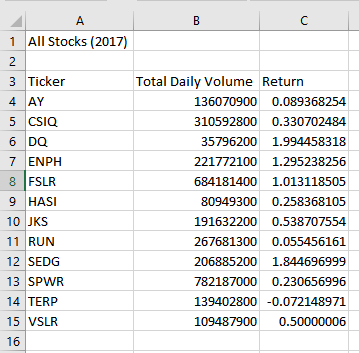 A B C
1 All Stocks (2017)
2
3 Ticker Total Daily Volume Return
4 AY 136070900 0.089368254
5 CSIQ 310592800 0.330702484
6 DQ 35796200 1.994458318
7 ENPH 221772100 1.295238256
8 FSLR 684181400 1.013118505
9 HASI 80949300 0.258368105
10 JKS 191632200 0.538707554
11 RUN 267681300 0.055456161
12 SEDG 206885200 1.844696999
13 SPWR 782187000 0.230656996
14 TERP 139402800 -0.072148971
15 VSLR 109487900 0.50000006
16